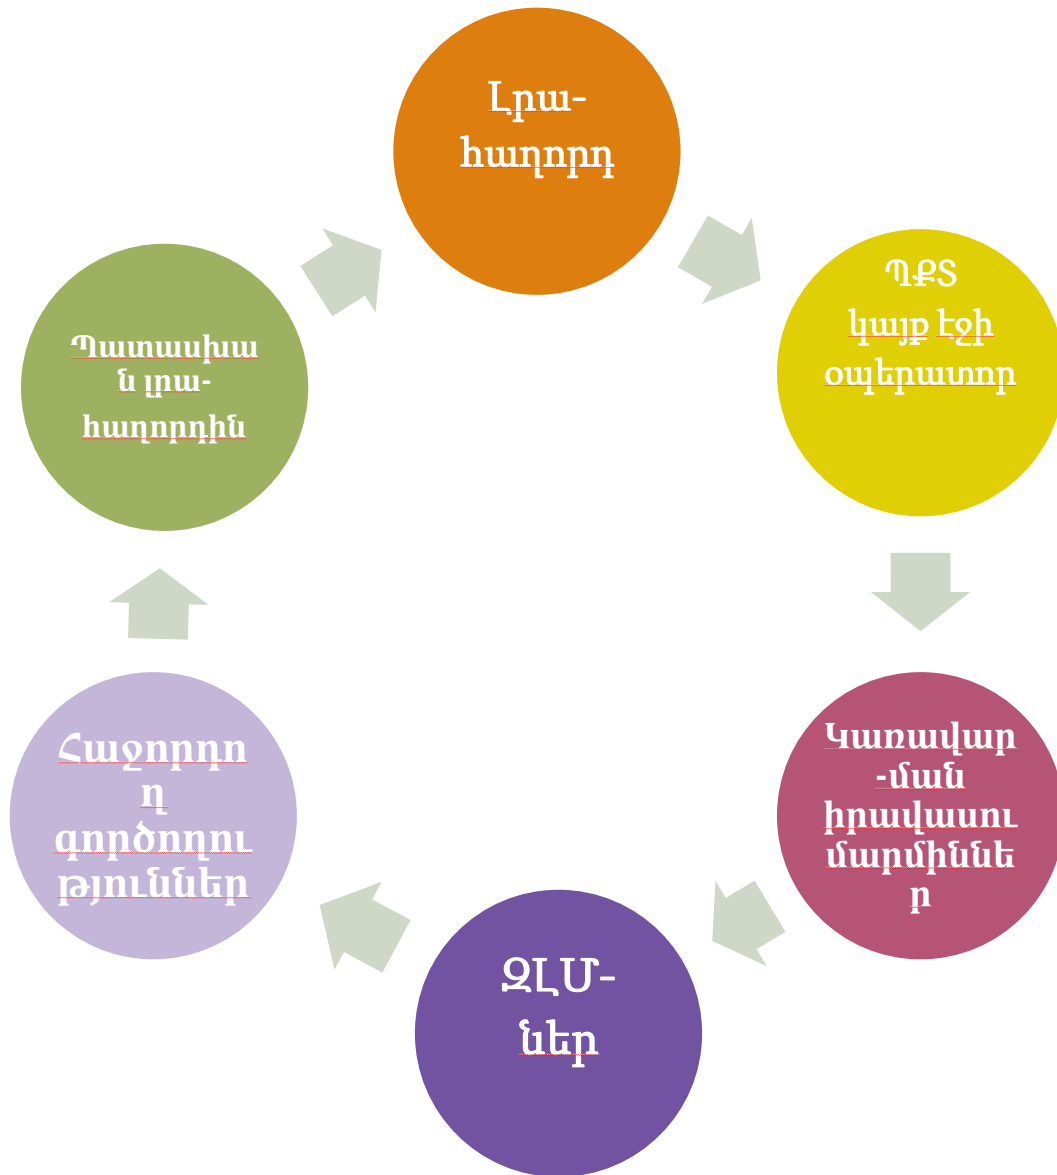 Լրա-
հաղորդ
ՊՔՏ
կայք էջի
օպերատոր
Կառավար
-ման
իրավասու
մարմիննե
ր
ԶԼՄ-
ներ
Հաջորդո
ղ
գործողու
թյուններ
Պատասխա
ն լրա-
հաղորդին